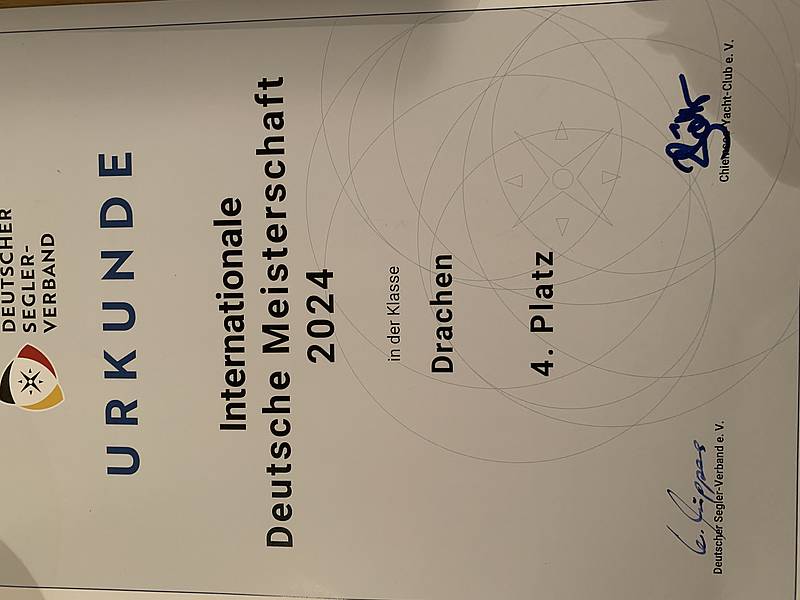 DEUTSCHER
SEGLER-
VERBAND
URKUNDE
Internationale
Deutsche Meisterschaft
2024
in der Klasse
Drachen
4. Platz
Deutscher Segler-Verband e. V.
Chiemsee Yacht-Club e. V.